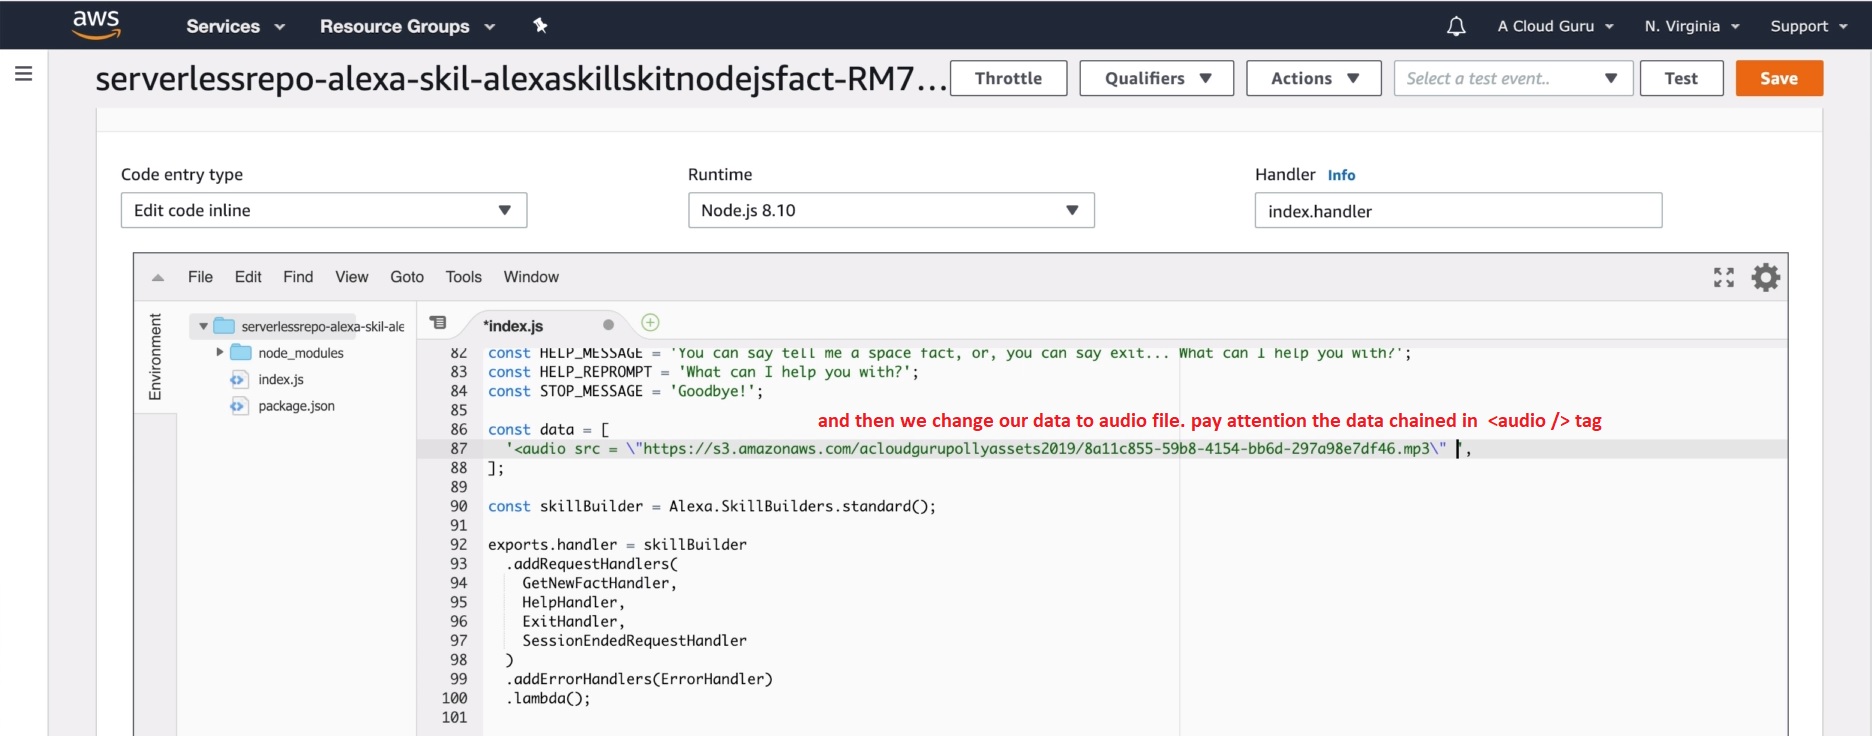 aws Services Resource Groups A Cloud Guru N. Virginia Support
serverlessrepo-alexa-skil-alexaskillskitnodejsfact-RM7... Throttle Qualifiers Actions Select a test event.. Test Save
Code entry type Runtime Handler Info
Edit code inline Node.js 8.10 index.handler
File Edit Find View Goto Tools Window
Environment
serverlessrepo-alexa-skil-ale
node_modules
index.js
package.json
*index.js
82 const HELP_MESSAGE = 'You can say tell me a space fact, or, you can say exit... What can I help you with?';
83 const HELP_REPROMPT = 'What can I help you with?';
84 const STOP_MESSAGE = 'Goodbye!';
85
and then we change our data to audio file. pay attention the data chained in <audio /> tag
86 const data = [
87 '<audio src = \"https://s3.amazonaws.com/acloudgurupollyassets2019/8a11c855-59b8-4154-bb6d-297a98e7df46.mp3\" ',
88 ];
89
90 const skillBuilder = Alexa.SkillBuilders.standard();
91
92 exports.handler = skillBuilder
93 .addRequestHandlers(
94 GetNewFactHandler,
95 HelpHandler,
96 ExitHandler,
97 SessionEndedRequestHandler
98 )
99 .addErrorHandlers(ErrorHandler)
100 .lambda();
101